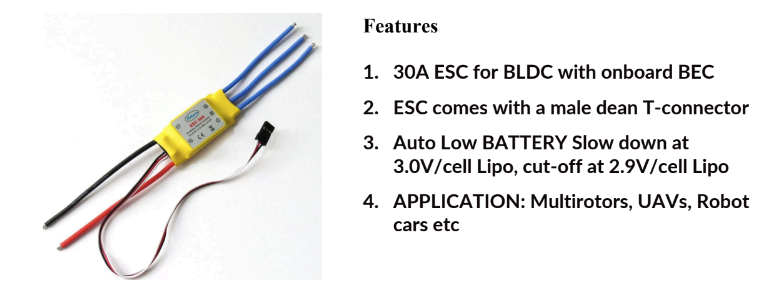 Features
1. 30A ESC for BLDC with onboard BEC
2. ESC comes with a male dean T-connector
3. Auto Low BATTERY Slow down at
3.0V/cell Lipo, cut-off at 2.9V/cell Lipo
4. APPLICATION: Multirotors, UAVs, Robot
cars etc